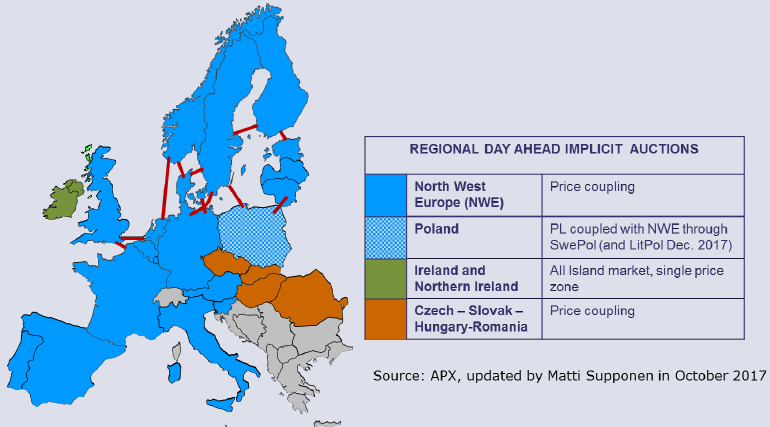 REGIONAL DAY AHEAD IMPLICIT AUCTIONS
North West
Europe (NWE)
Price coupling
Poland
PL coupled with NWE through
SwePol (and LitPol Dec. 2017)
Ireland and
Northern Ireland
All Island market, single price
zone
Czech – Slovak –
Hungary-Romania
Price coupling
Source: APX, updated by Matti Supponen in October 2017